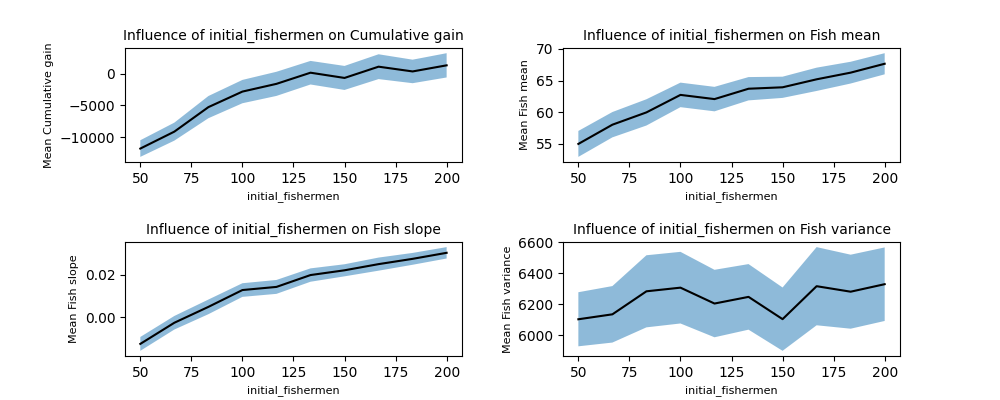 Influence of initial_fishermen on Cumulative gain
Mean Cumulative gain
0
−5000
−10000
50 75 100 125 150 175 200
initial_fishermen
Influence of initial_fishermen on Fish mean
Mean Fish mean
70
65
60
55
50 75 100 125 150 175 200
initial_fishermen
Influence of initial_fishermen on Fish slope
Mean Fish slope
0.02
0.00
50 75 100 125 150 175 200
initial_fishermen
Influence of initial_fishermen on Fish variance
Mean Fish variance
6600
6400
6200
6000
50 75 100 125 150 175 200
initial_fishermen